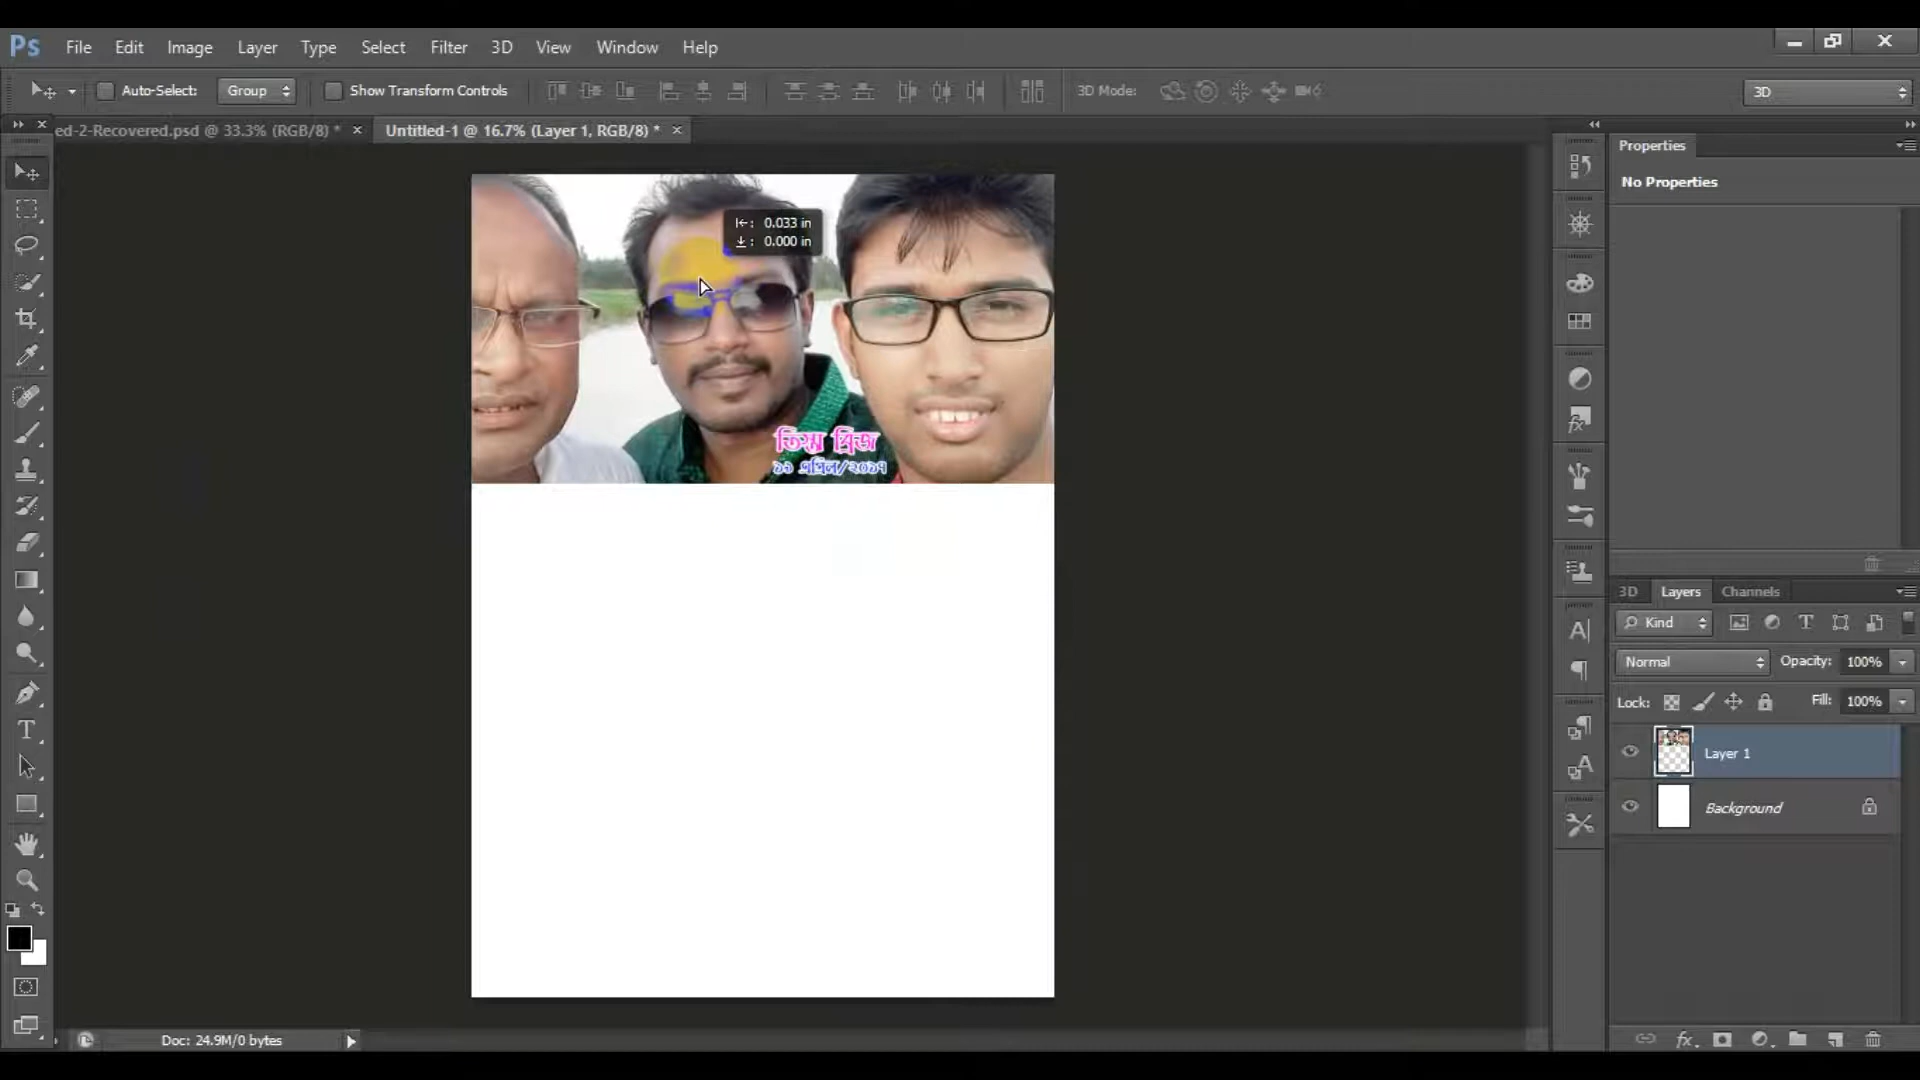 Ps File Edit Image Layer Type Select Filter 3D View Window Help
Auto-Select: Group Show Transform Controls 3D Mode: 3D
ed-2-Recovered.psd @ 33.3% (RGB/8) * Untitled-1 @ 16.7% (Layer 1, RGB/8) *
Properties
No Properties
0.033 in
0.000 in
তিস্তা ব্রিজ
১১ এপ্রিল/২০১৭
3D Layers Channels
Kind
Normal Opacity: 100%
Lock: Fill: 100%
Layer 1
Background
Doc: 24.9M/0 bytes